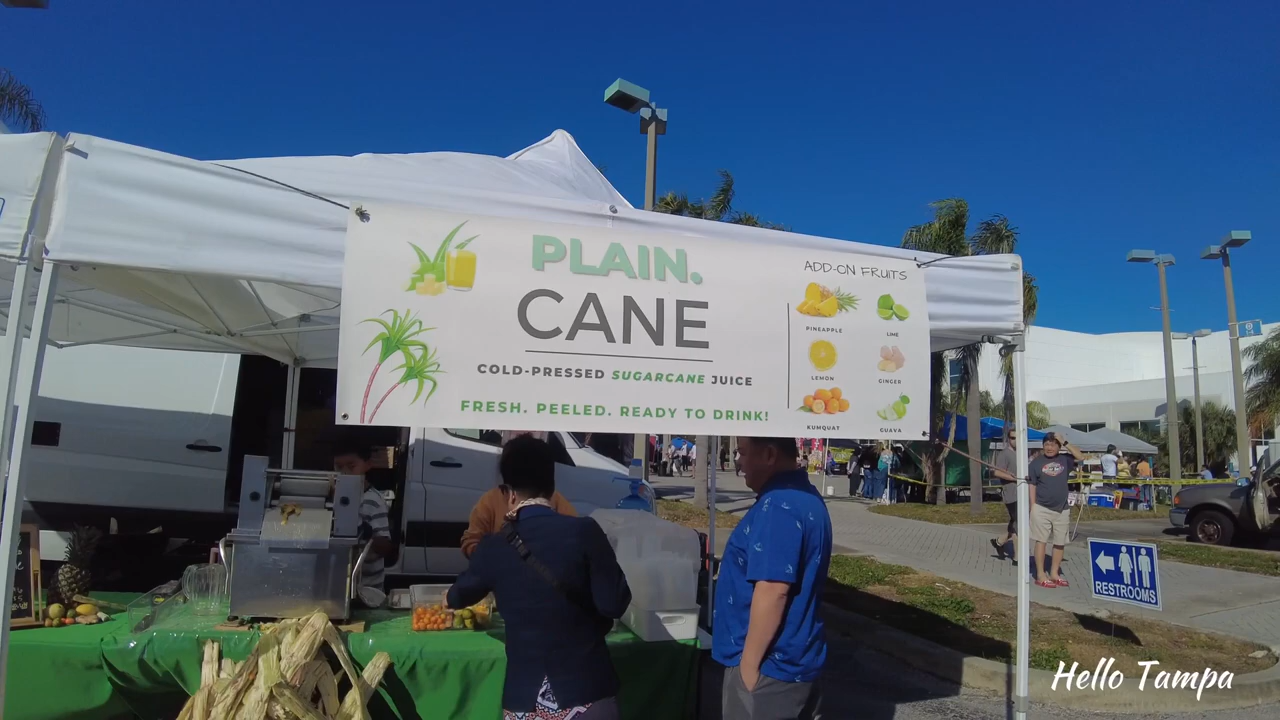 PLAIN.
CANE
COLD-PRESSED SUGARCANE JUICE
FRESH. PEELED. READY TO DRINK!
ADD-ON FRUITS
PINEAPPLE
LIME
LEMON
GINGER
KUMQUAT
GUAVA
RESTROOMS
Hello Tampa